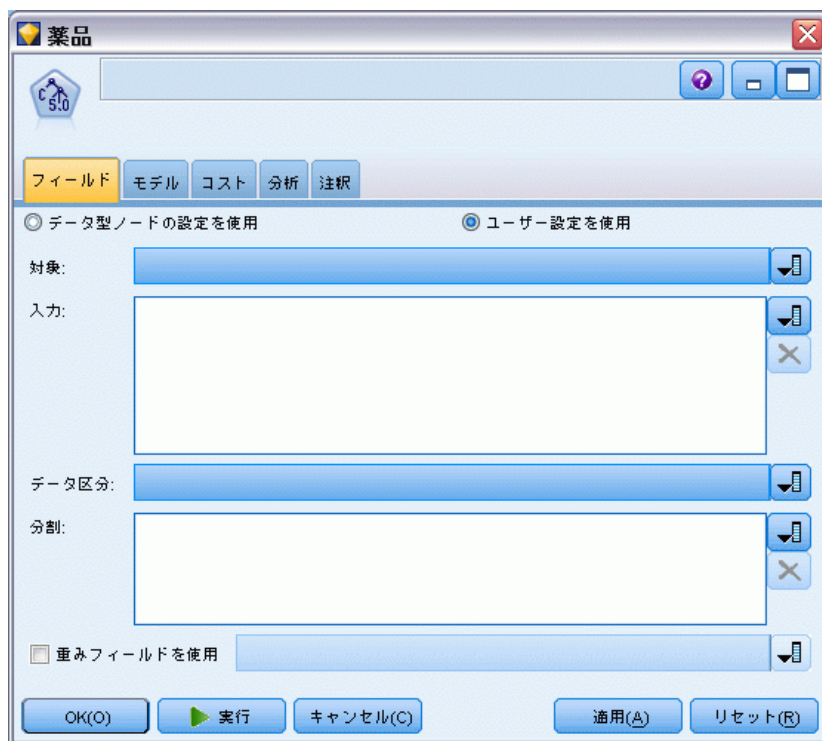 薬品
C5.0
フィールド モデル コスト 分析 注釈
データ型ノードの設定を使用 ユーザー設定を使用
対象:
入力:
データ区分:
分割:
重みフィールドを使用
OK(O) 実行 キャンセル(C) 適用(A) リセット(R)